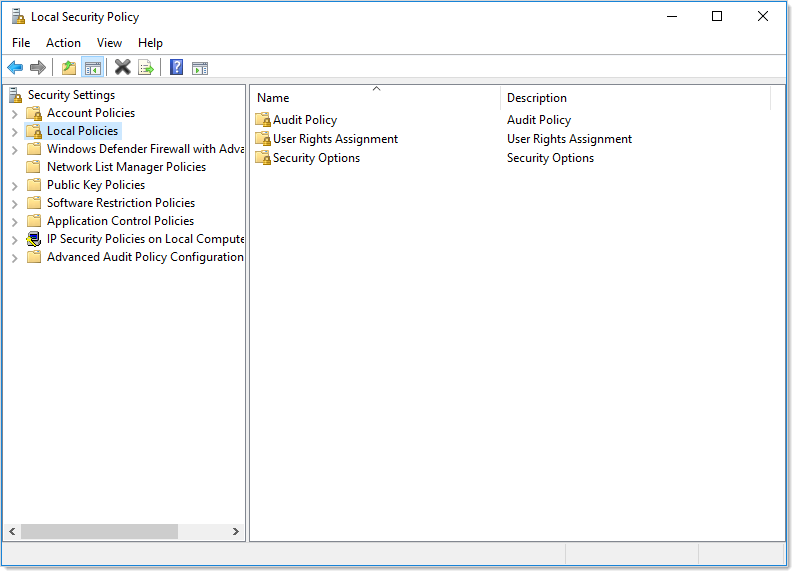 Local Security Policy
File Action View Help
Security Settings
Account Policies
Local Policies
Windows Defender Firewall with Adva
Network List Manager Policies
Public Key Policies
Software Restriction Policies
Application Control Policies
IP Security Policies on Local Compute
Advanced Audit Policy Configuration
Name Description
Audit Policy Audit Policy
User Rights Assignment User Rights Assignment
Security Options Security Options